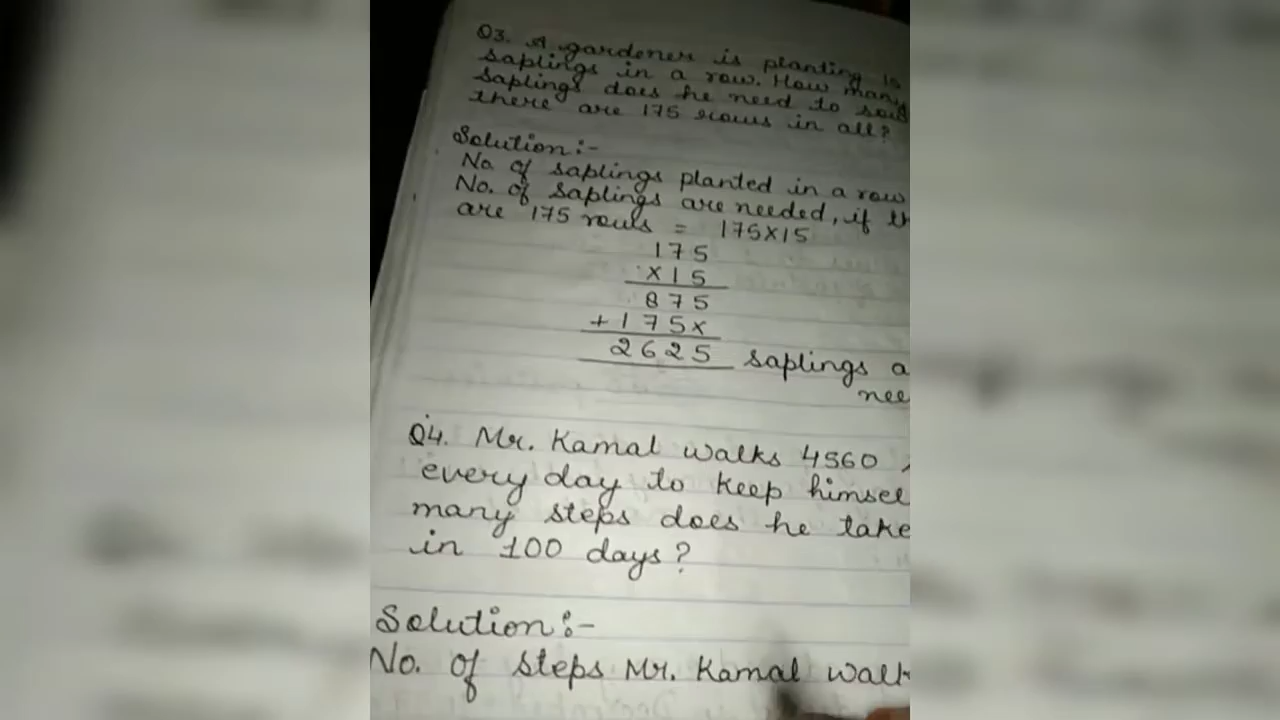 Q3. A gardener is planting 15
saplings in a row. How many
saplings does he need to
there are 175 rows in all?
Solution:-
No. of saplings planted in a row
No. of saplings are needed, if
are 175 rows = 175x15
175
x15
875
+175x
2625 saplings a
nee
Q4. Mr. Kamal walks 4560
every day to keep himsel
many steps does he take
in 100 days?
Solution:-
No. of steps Mr. Kamal walk